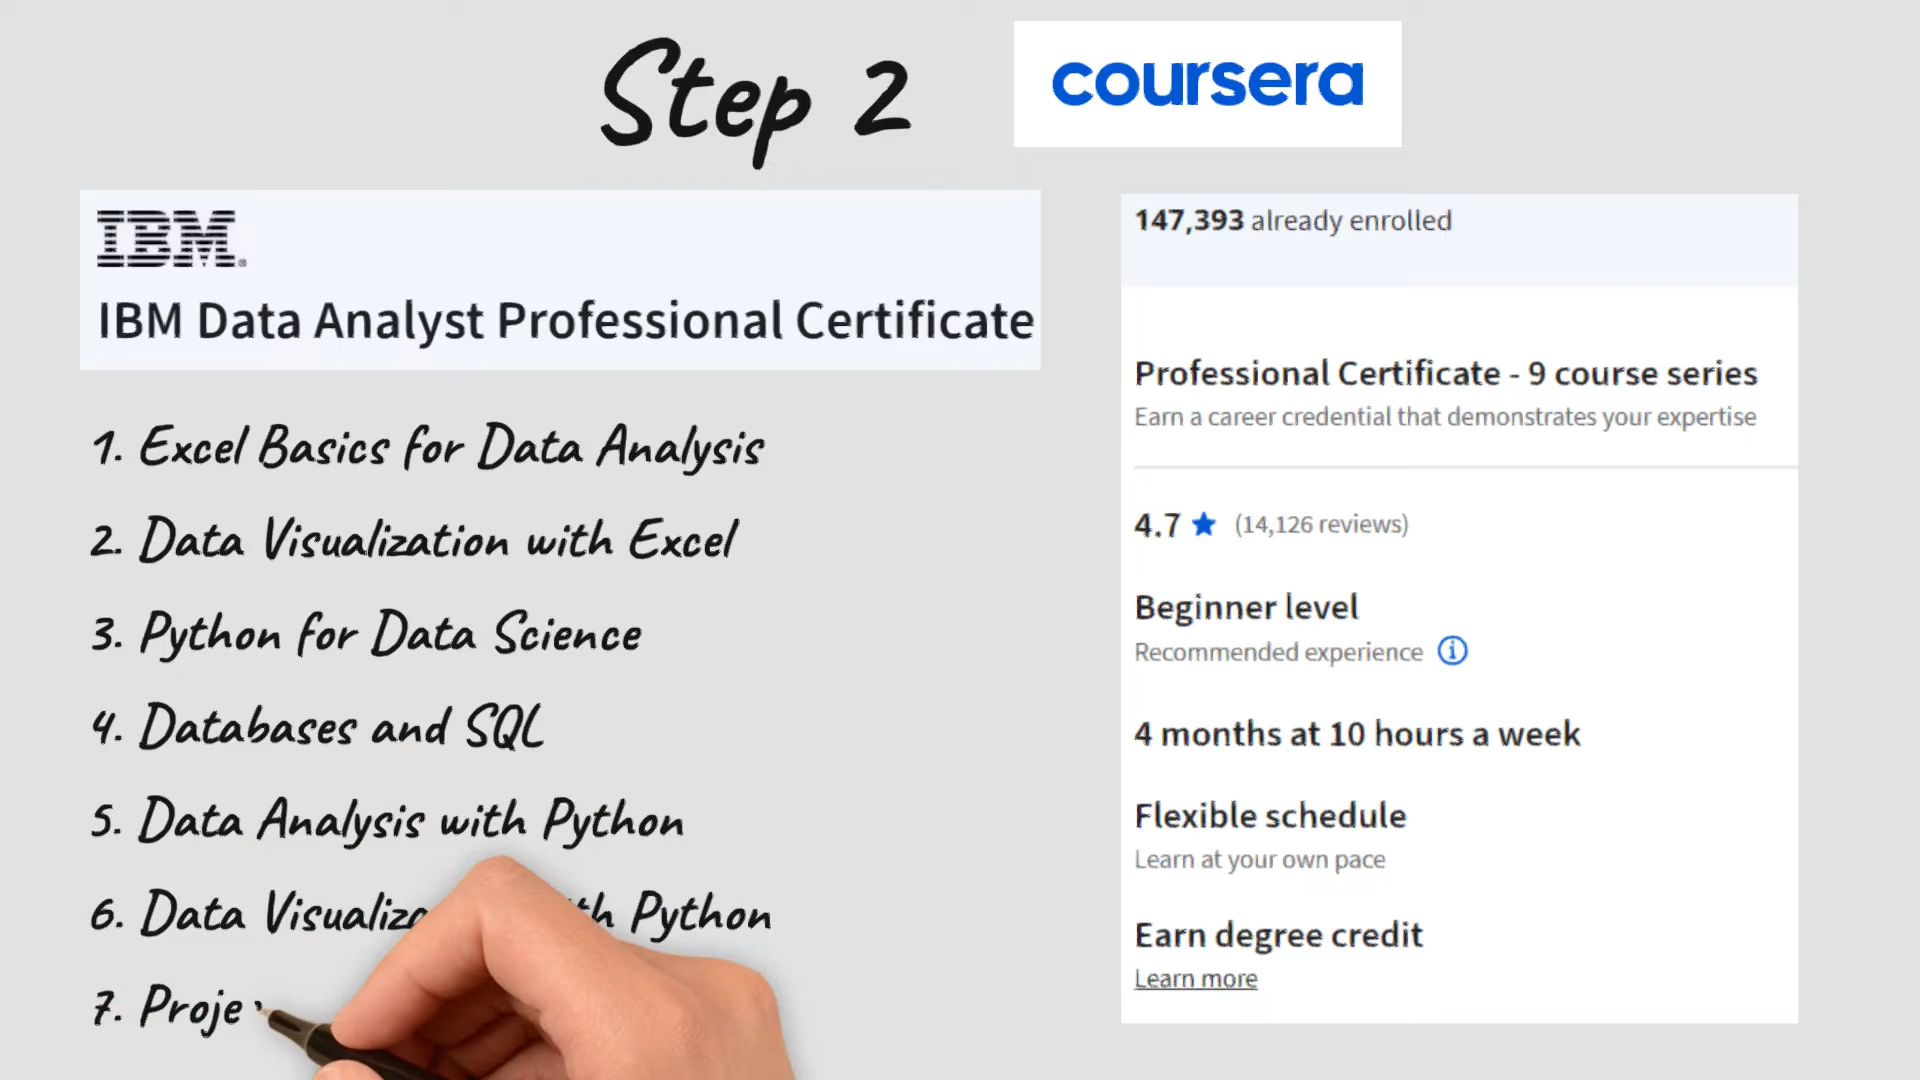 Step 2
coursera
IBM
IBM Data Analyst Professional Certificate
1. Excel Basics for Data Analysis
2. Data Visualization with Excel
3. Python for Data Science
4. Databases and SQL
5. Data Analysis with Python
6. Data Python
7. Proje
147,393 already enrolled
Professional Certificate - 9 course series
Earn a career credential that demonstrates your expertise
4.7 ★ (14,126 reviews)
Beginner level
Recommended experience
4 months at 10 hours a week
Flexible schedule
Learn at your own pace
Earn degree credit
Learn more